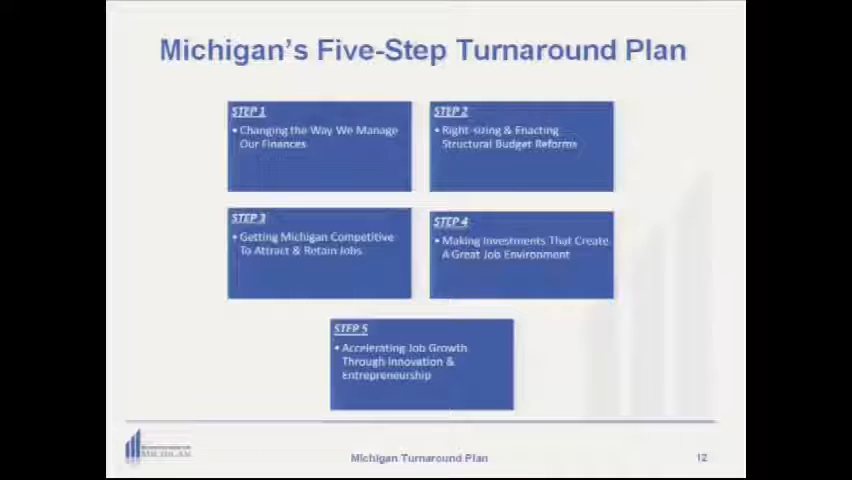 Michigan's Five-Step Turnaround Plan
STEP 1
• Changing the Way We Manage
Our Finances
STEP 2
• Right-sizing & Enacting
Structural Budget Reforms
STEP 3
• Getting Michigan Competitive
To Attract & Retain Jobs
STEP 4
• Making Investments That Create
A Great Job Environment
STEP 5
• Accelerating Job Growth
Through Innovation &
Entrepreneurship
MICHIGAN
Michigan Turnaround Plan
12